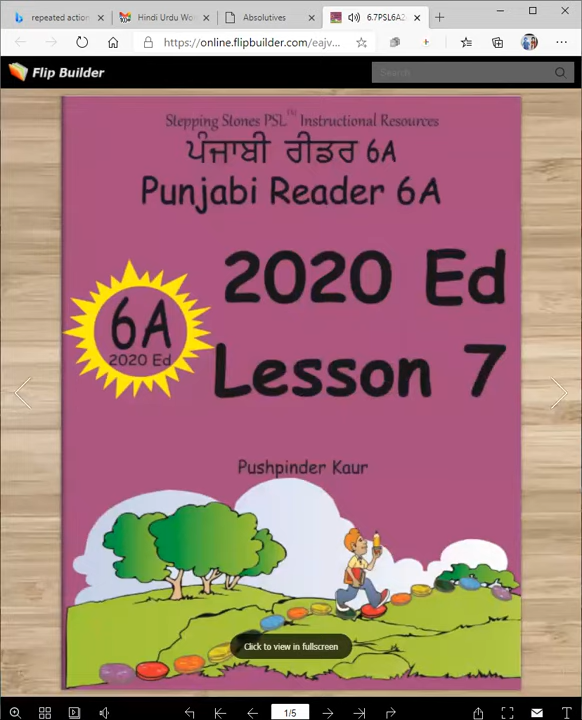 repeated action
Hindi Urdu Wo
Absolutives
6.7PSL6A2
https://online.flipbuilder.com/eajv...
Flip Builder
Search
Stepping Stones PSL™ Instructional Resources
ਪੰਜਾਬੀ ਰੀਡਰ 6A
Punjabi Reader 6A
2020 Ed
6A
2020 Ed
Lesson 7
Pushpinder Kaur
Click to view in fullscreen
1/5